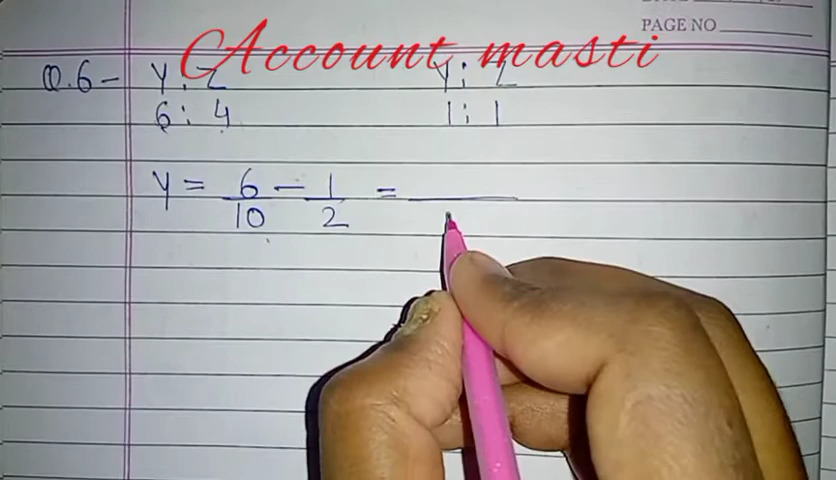 PAGE NO
Account masti
Q.6- Y : Z Y : Z
6 : 4 1 : 1
Y = 6/10 - 1/2 =